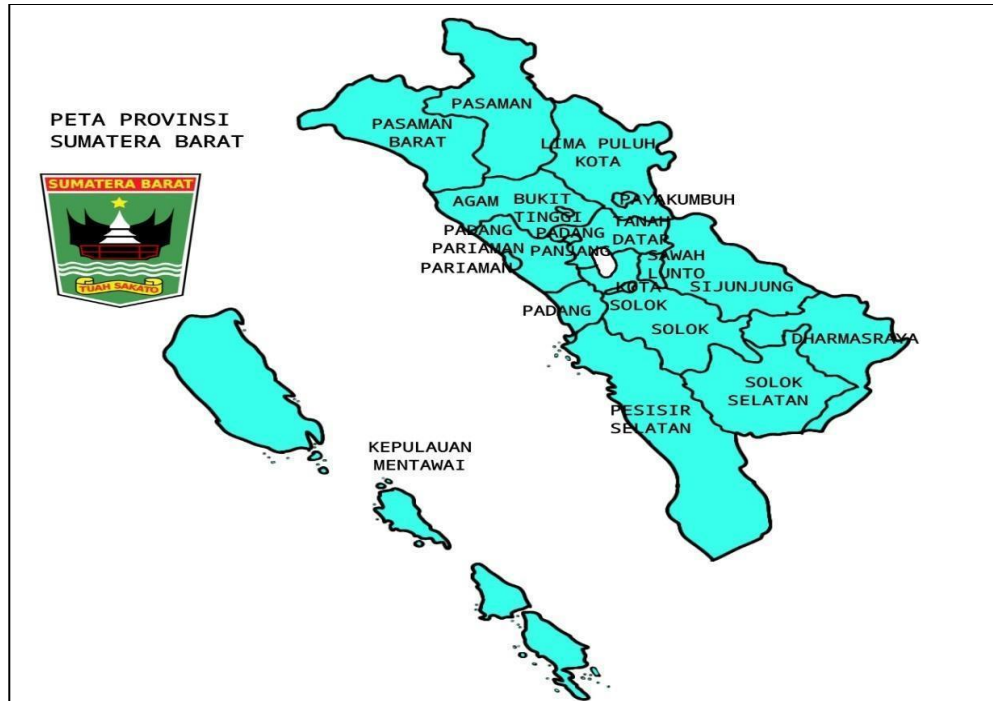 PETA PROVINSI
SUMATERA BARAT
SUMATERA BARAT
TUAH SAKATO
PASAMAN
PASAMAN
BARAT
LIMA PULUH
KOTA
AGAM
BUKIT
TINGGI
PAYAKUMBUH
PADANG
PARIAMAN
PADANG
PANJANG
TANAH
DATAR
PARIAMAN
SAWAH
LUNTO
SIJUNJUNG
PADANG
KOTA
SOLOK
SOLOK
DHARMASRAYA
SOLOK
SELATAN
PESISIR
SELATAN
KEPULAUAN
MENTAWAI